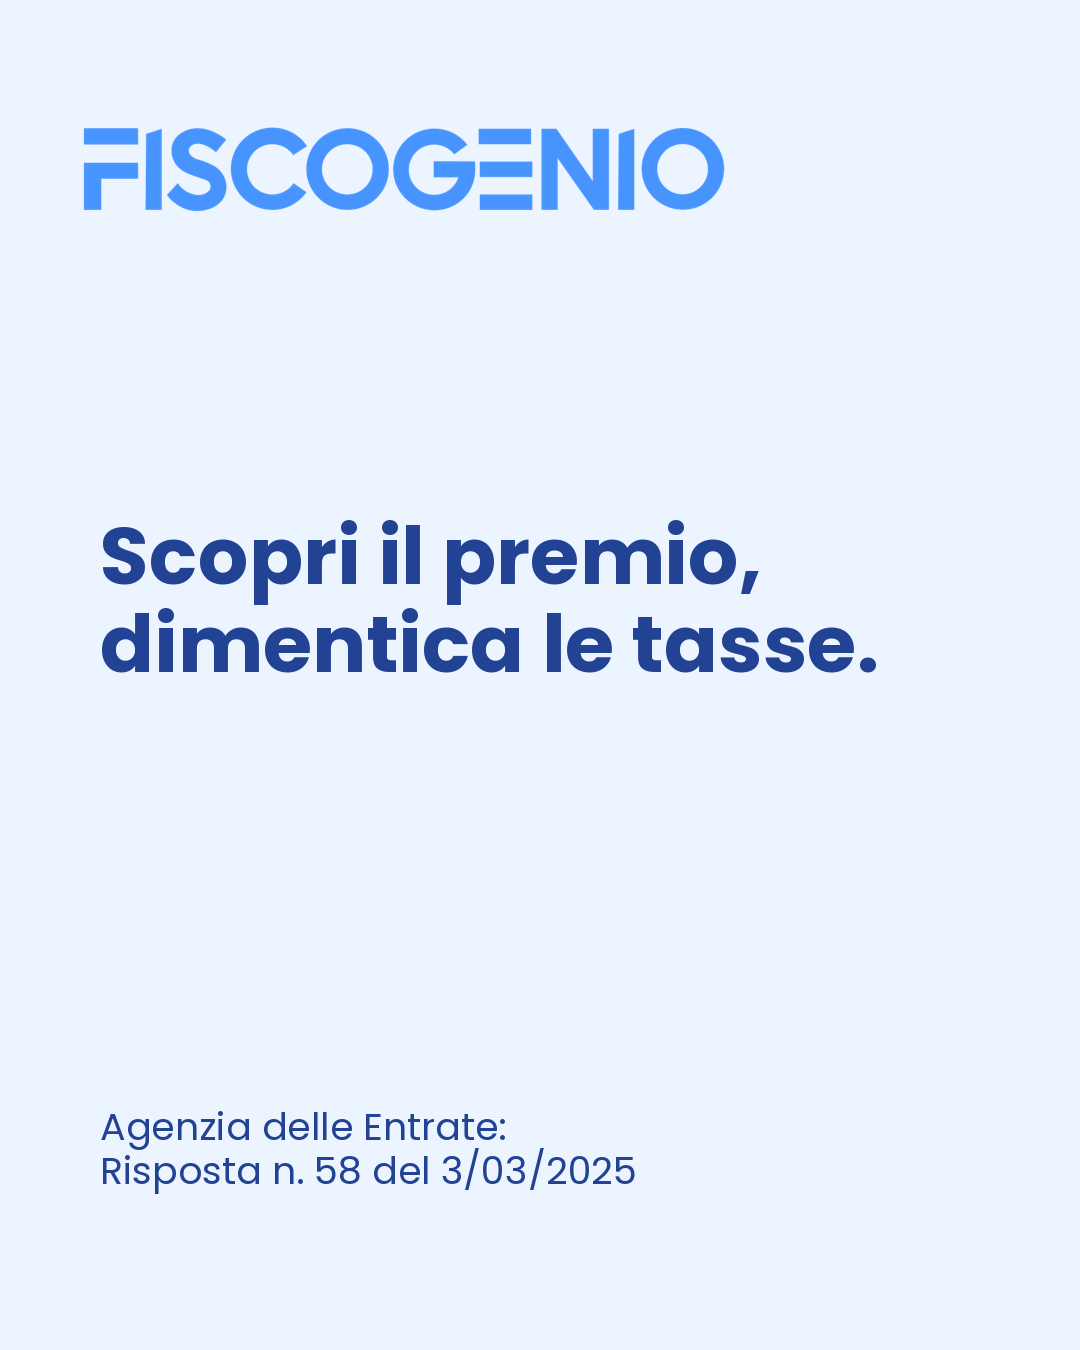 FISCOGENIO
Scopri il premio,
dimentica le tasse.
Agenzia delle Entrate:
Risposta n. 58 del 3/03/2025